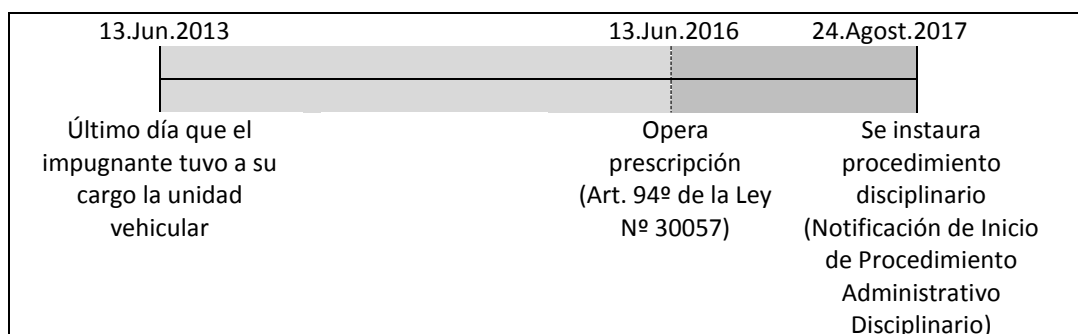 13.Jun.2013
13.Jun.2016
24.Agost.2017
Último día que el
impugnante tuvo a su
cargo la unidad
vehicular
Opera
prescripción
(Art. 94º de la Ley
Nº 30057)
Se instaura
procedimiento
disciplinario
(Notificación de Inicio
de Procedimiento
Administrativo
Disciplinario)